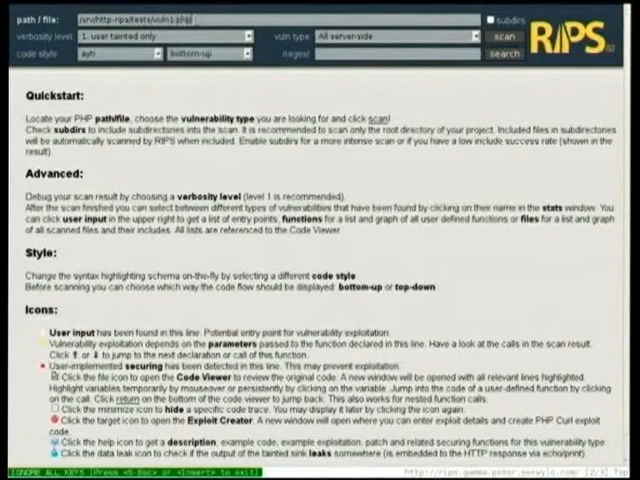 path / file: /srv/http-rips/tests/vuln1.php subdirs
verbosity level 1. user tainted only vuln type All server-side scan
code style ayti bottom-up /regex/ search
RIPS
Quickstart:
Locate your PHP path/file, choose the vulnerability type you are looking for and click scan!
Check subdirs to include subdirectories into the scan. It is recommended to scan only the root directory of your project. Included files in subdirectories
will be automatically scanned by RIPS when included. Enable subdirs for a more intense scan or if you have a low include success rate (shown in the
result).
Advanced:
Debug your scan result by choosing a verbosity level (level 1 is recommended).
After the scan finished you can select between different types of vulnerabilities that have been found by clicking on their name in the stats window. You
can click user input in the upper right to get a list of entry points, functions for a list and graph of all user defined functions or files for a list and graph
of all scanned files and their includes. All lists are referenced to the Code Viewer.
Style:
Change the syntax highlighting schema on-the-fly by selecting a different code style.
Before scanning you can choose which way the code flow should be displayed: bottom-up or top-down.
Icons:
User input has been found in this line. Potential entry point for vulnerability exploitation.
Vulnerability exploitation depends on the parameters passed to the function declared in this line. Have a look at the calls in the scan result.
Click ⇑ or ⇓ to jump to the next declaration or call of this function.
User-implemented securing has been detected in this line. This may prevent exploitation.
Click the file icon to open the Code Viewer to review the original code. A new window will be opened with all relevant lines highlighted.
Highlight variables temporarily by mouseover or persistently by clicking on the variable. Jump into the code of a user-defined function by clicking
on the call. Click return on the bottom of the code viewer to jump back. This also works for nested function calls.
Click the minimize icon to hide a specific code trace. You may display it later by clicking the icon again.
Click the target icon to open the Exploit Creator. A new window will open where you can enter exploit details and create PHP Curl exploit
code.
Click the help icon to get a description, example code, example exploitation, patch and related securing functions for this vulnerability type.
Click the data leak icon to check if the output of the tainted sink leaks somewhere (is embedded to the HTTP response via echo/print).
IGNORE ALL KEYS (Press <S-Esc> or <Insert> to exit) [2/3] Top